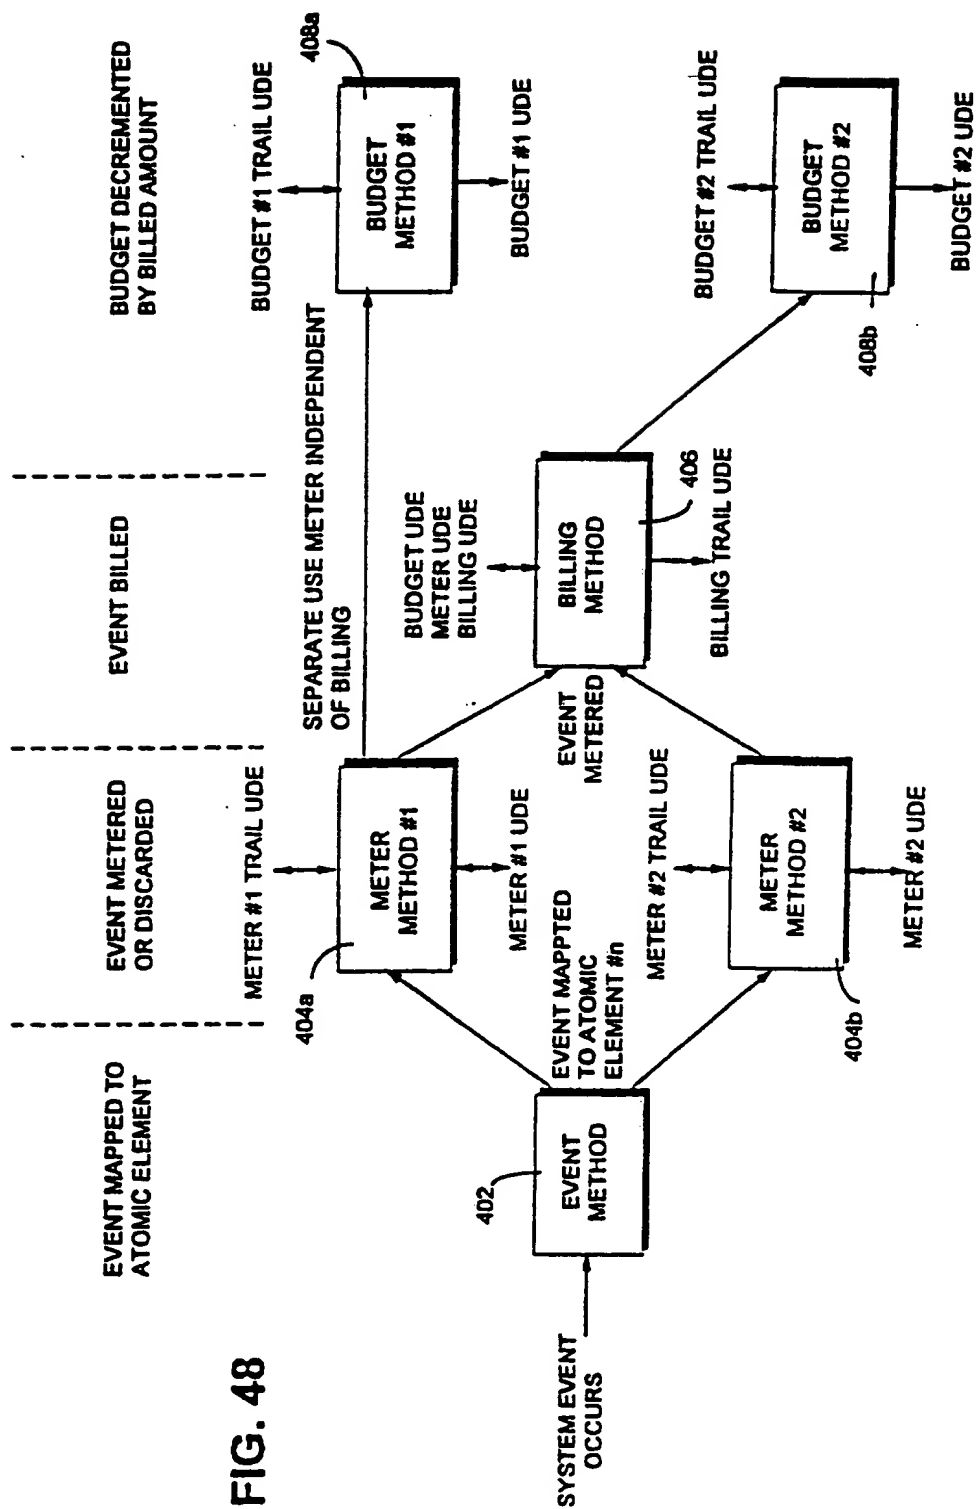 FIG. 48
EVENT MAPPED TO
ATOMIC ELEMENT
EVENT METERED
OR DISCARDED
EVENT BILLED
BUDGET DECREMENTED
BY BILLED AMOUNT
SYSTEM EVENT
OCCURS
402
EVENT
METHOD
EVENT MAPPTED
TO ATOMIC
ELEMENT #n
METER #1 TRAIL UDE
404a
METER
METHOD #1
METER #1 UDE
METER #2 TRAIL UDE
METER
METHOD #2
404b
METER #2 UDE
SEPARATE USE METER INDEPENDENT
OF BILLING
EVENT
METERED
BUDGET UDE
METER UDE
BILLING UDE
BILLING
METHOD
406
BILLING TRAIL UDE
BUDGET #1 TRAIL UDE
408a
BUDGET
METHOD #1
BUDGET #1 UDE
BUDGET #2 TRAIL UDE
BUDGET
METHOD #2
408b
BUDGET #2 UDE